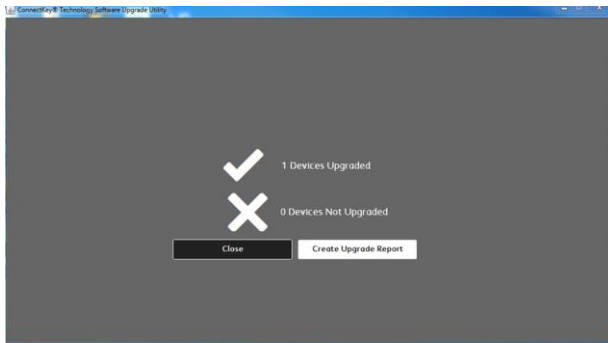 ConnectKey® Technology Software Upgrade Utility
1 Devices Upgraded
0 Devices Not Upgraded
Close
Create Upgrade Report